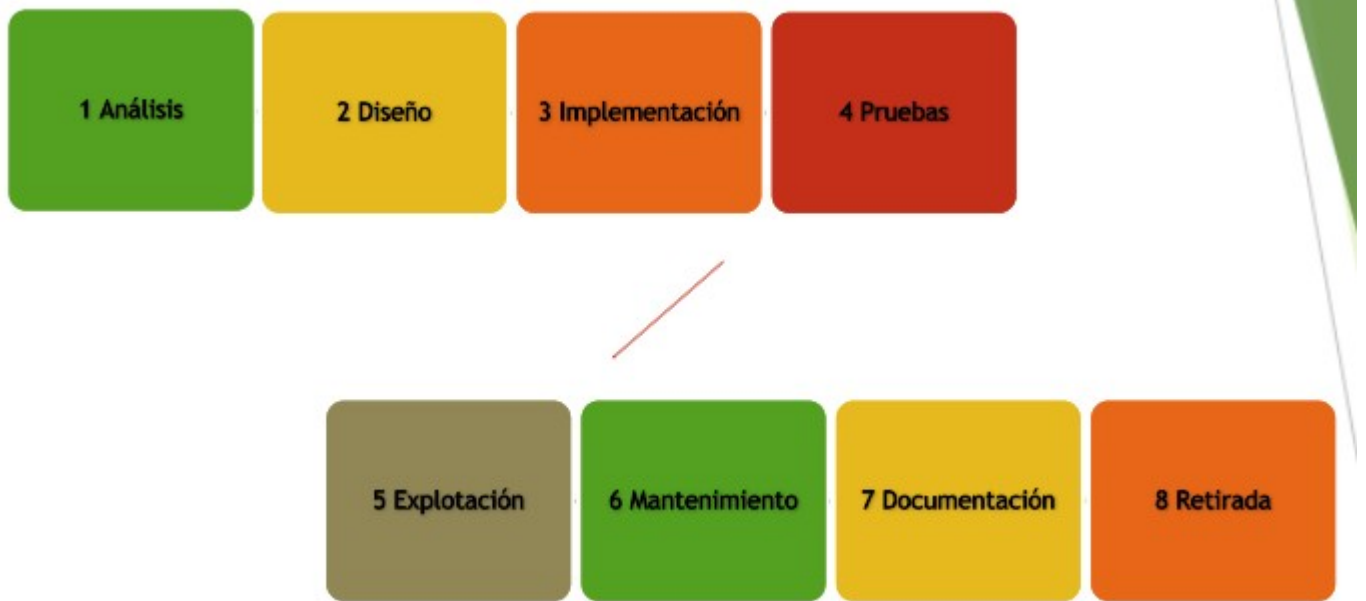 1 Análisis
2 Diseño
3 Implementación
4 Pruebas
5 Explotación
6 Mantenimiento
7 Documentación
8 Retirada